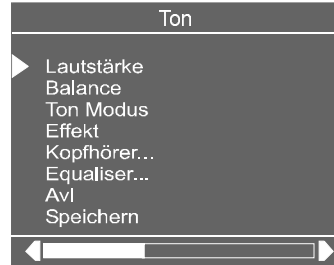 Ton
Lautstärke
Balance
Ton Modus
Effekt
Kopfhörer...
Equaliser...
Avl
Speichern